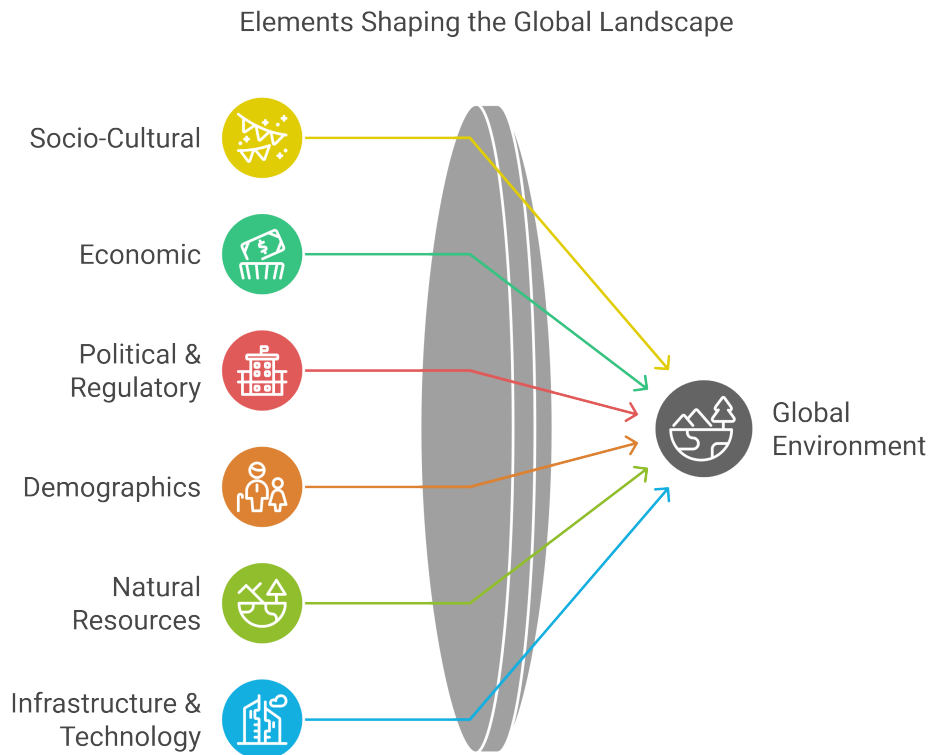 Elements Shaping the Global Landscape
Socio-Cultural
Economic
Political &
Regulatory
Demographics
Natural
Resources
Infrastructure &
Technology
Global
Environment